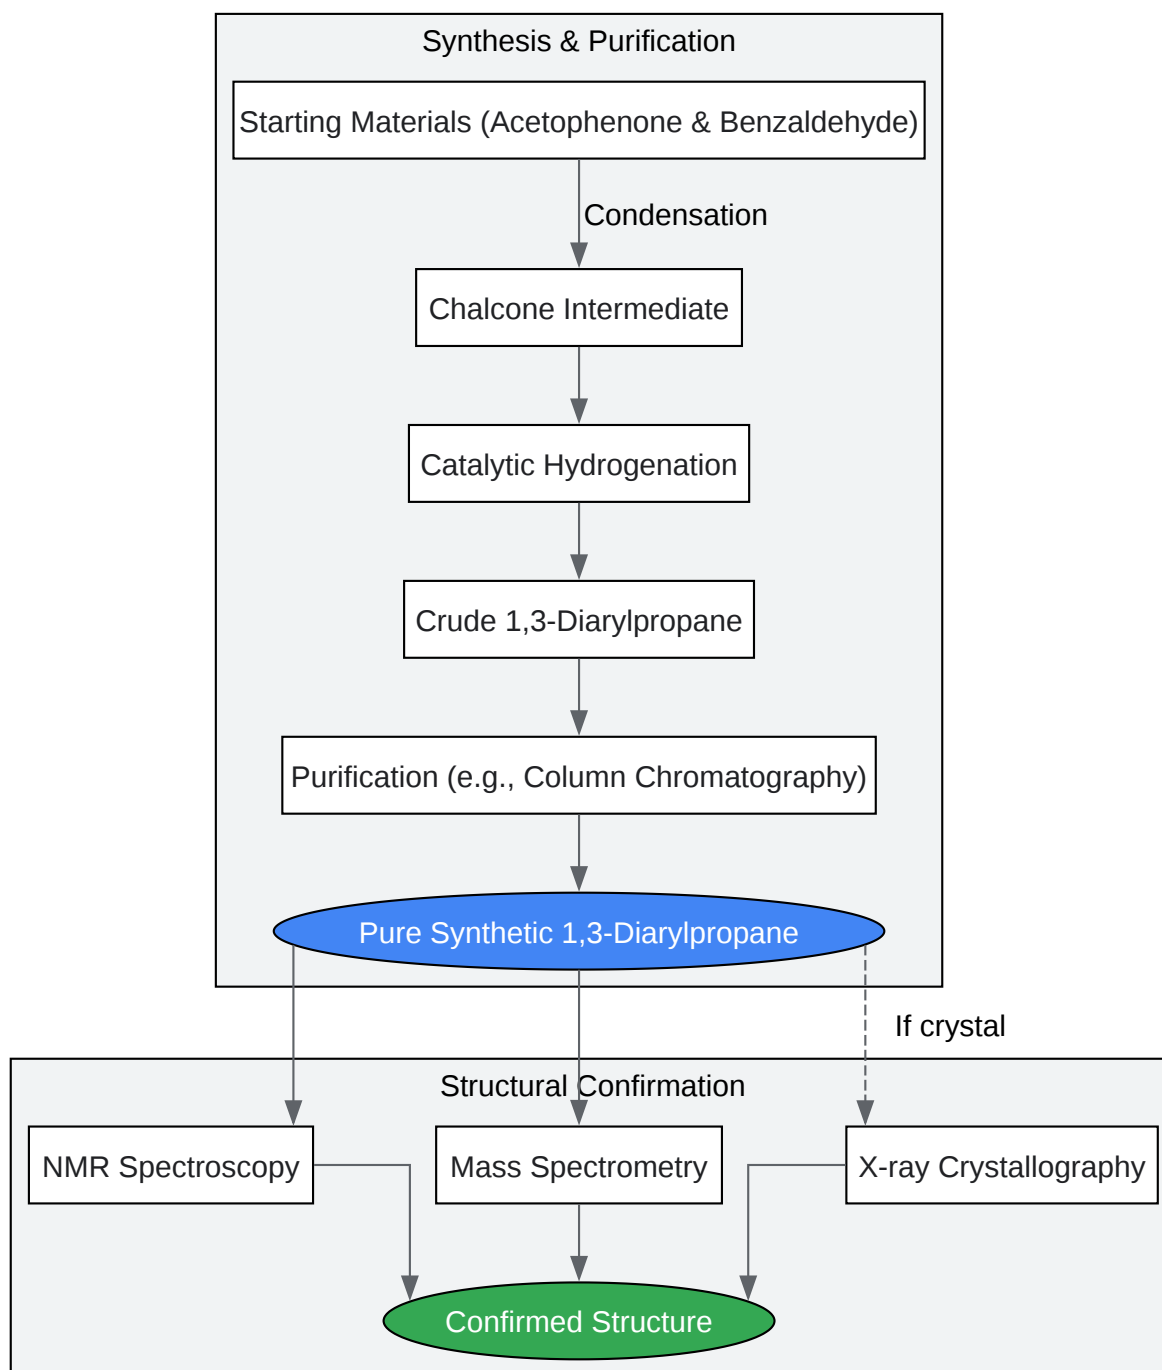 Synthesis & Purification
Starting Materials (Acetophenone & Benzaldehyde)
Condensation
Chalcone Intermediate
Catalytic Hydrogenation
Crude 1,3-Diarylpropane
Purification (e.g., Column Chromatography)
Pure Synthetic 1,3-Diarylpropane
If crystal
Structural Confirmation
NMR Spectroscopy
Mass Spectrometry
X-ray Crystallography
Confirmed Structure